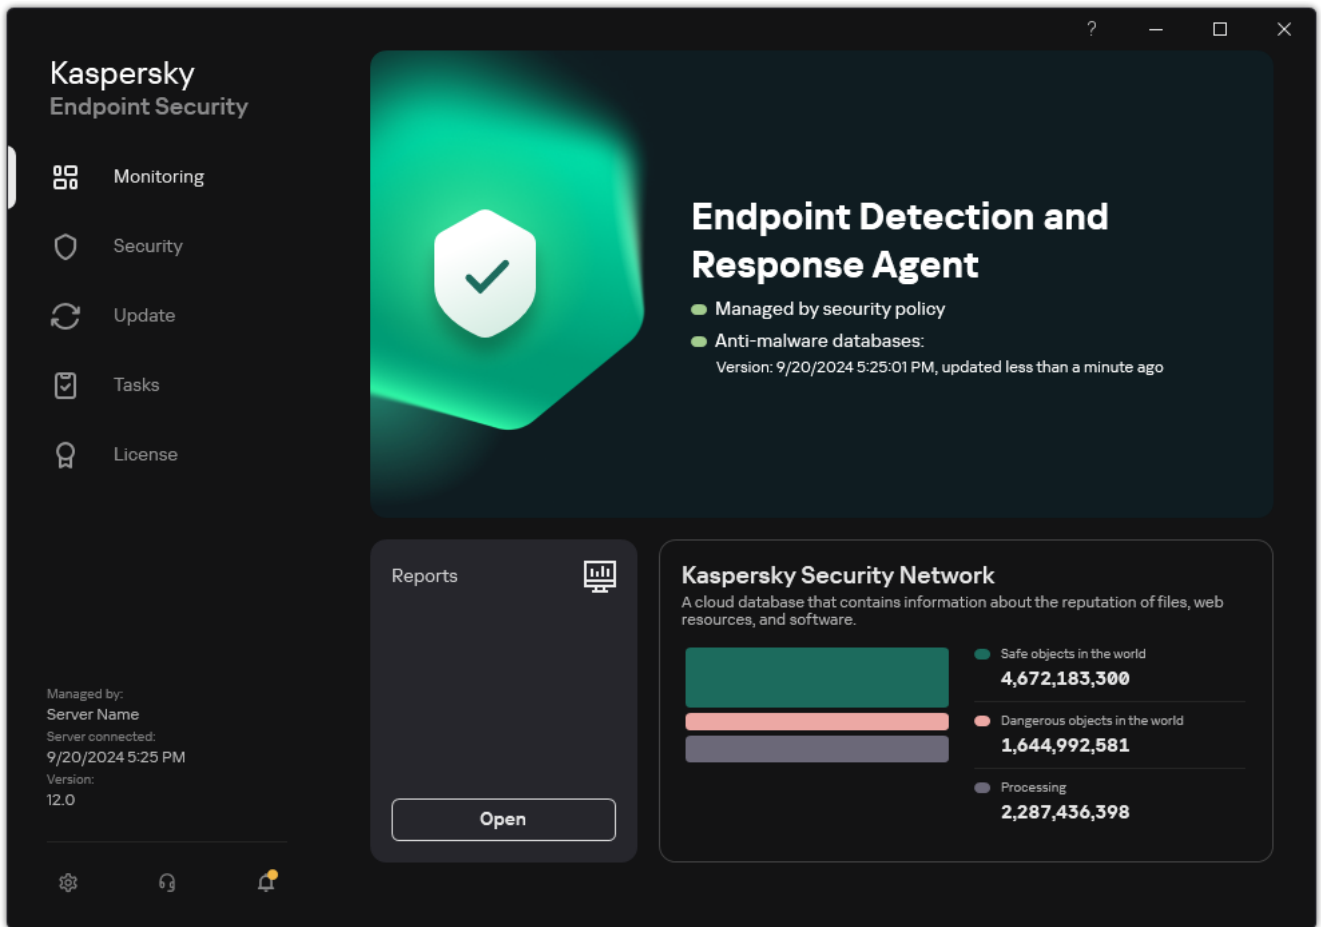 ?
Kaspersky
Endpoint Security
Monitoring
Security
Update
Tasks
License
Managed by:
Server Name
Server connected:
9/20/2024 5:25 PM
Version:
12.0
Endpoint Detection and
Response Agent
Managed by security policy
Anti-malware databases:
Version: 9/20/2024 5:25:01 PM, updated less than a minute ago
Reports
Open
Kaspersky Security Network
A cloud database that contains information about the reputation of files, web
resources, and software.
Safe objects in the world
4,672,183,300
Dangerous objects in the world
1,644,992,581
Processing
2,287,436,398